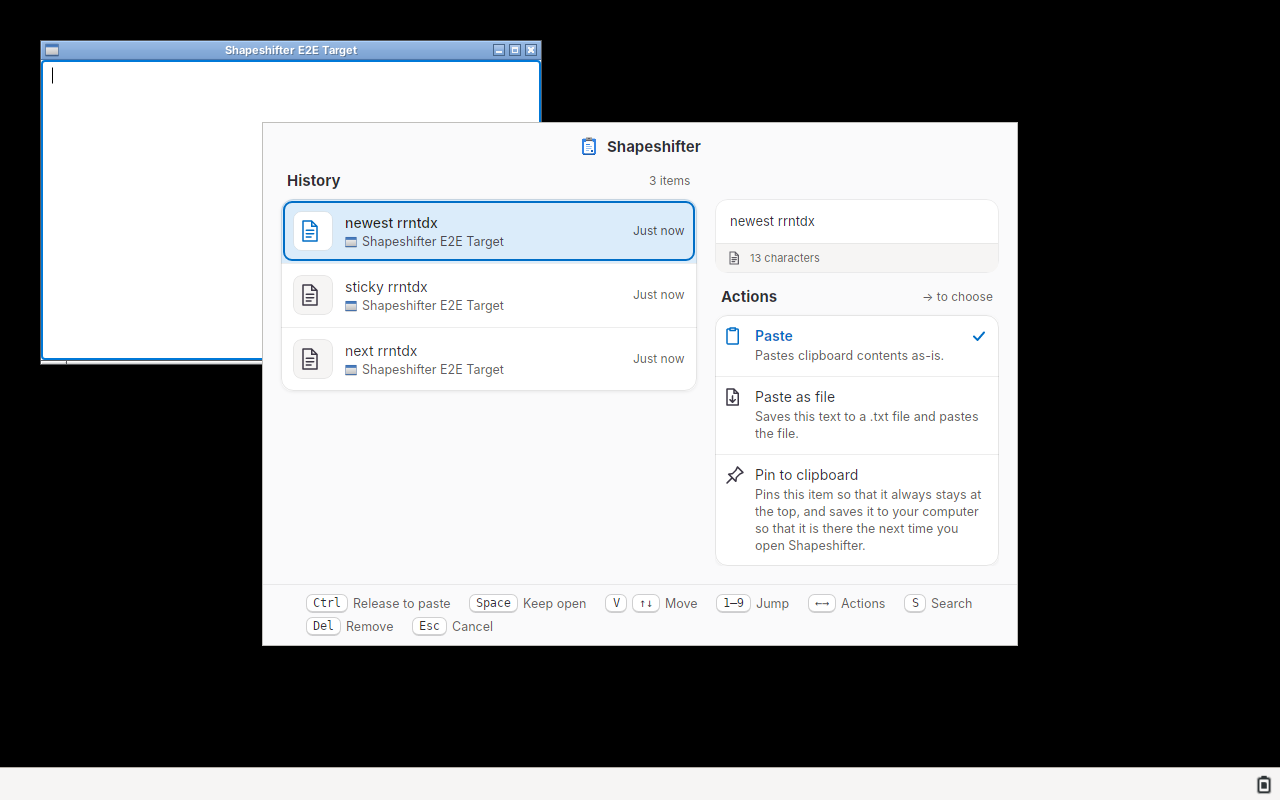 Shapeshifter E2E Target
Shapeshifter
History
3 items
newest rrntdx
Shapeshifter E2E Target
Just now
sticky rrntdx
Shapeshifter E2E Target
Just now
next rrntdx
Shapeshifter E2E Target
Just now
newest rrntdx
13 characters
Actions
→ to choose
Paste
Pastes clipboard contents as-is.
Paste as file
Saves this text to a .txt file and pastes
the file.
Pin to clipboard
Pins this item so that it always stays at
the top, and saves it to your computer
so that it is there the next time you
open Shapeshifter.
Ctrl Release to paste Space Keep open V ↑↓ Move 1–9 Jump ←→ Actions S Search
Del Remove Esc Cancel